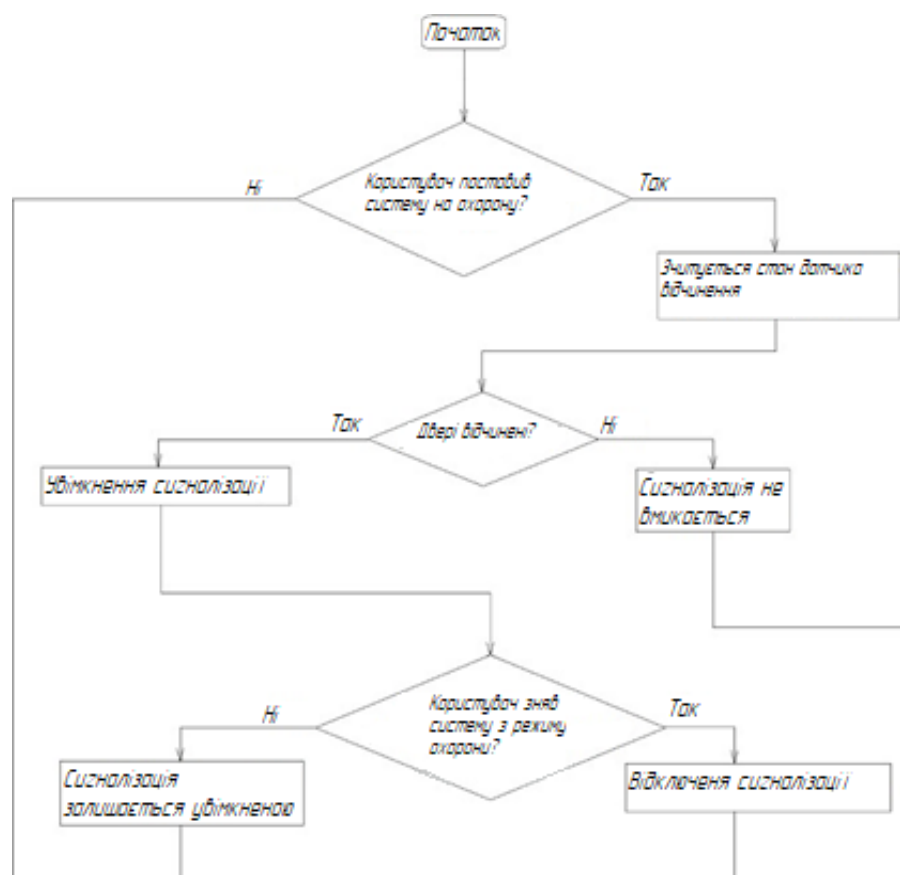 Початок
Користувач поставив
систему на охорону?
Ні
Так
Зчитується стан датчика
відчинення
Двері відчинені?
Так
Ні
Увімкнення сигналізації
Сигналізація не
вмикається
Користувач зняв
систему з режиму
охорони?
Ні
Так
Сигналізація
залишається увімкненою
Відключеня сигналізації